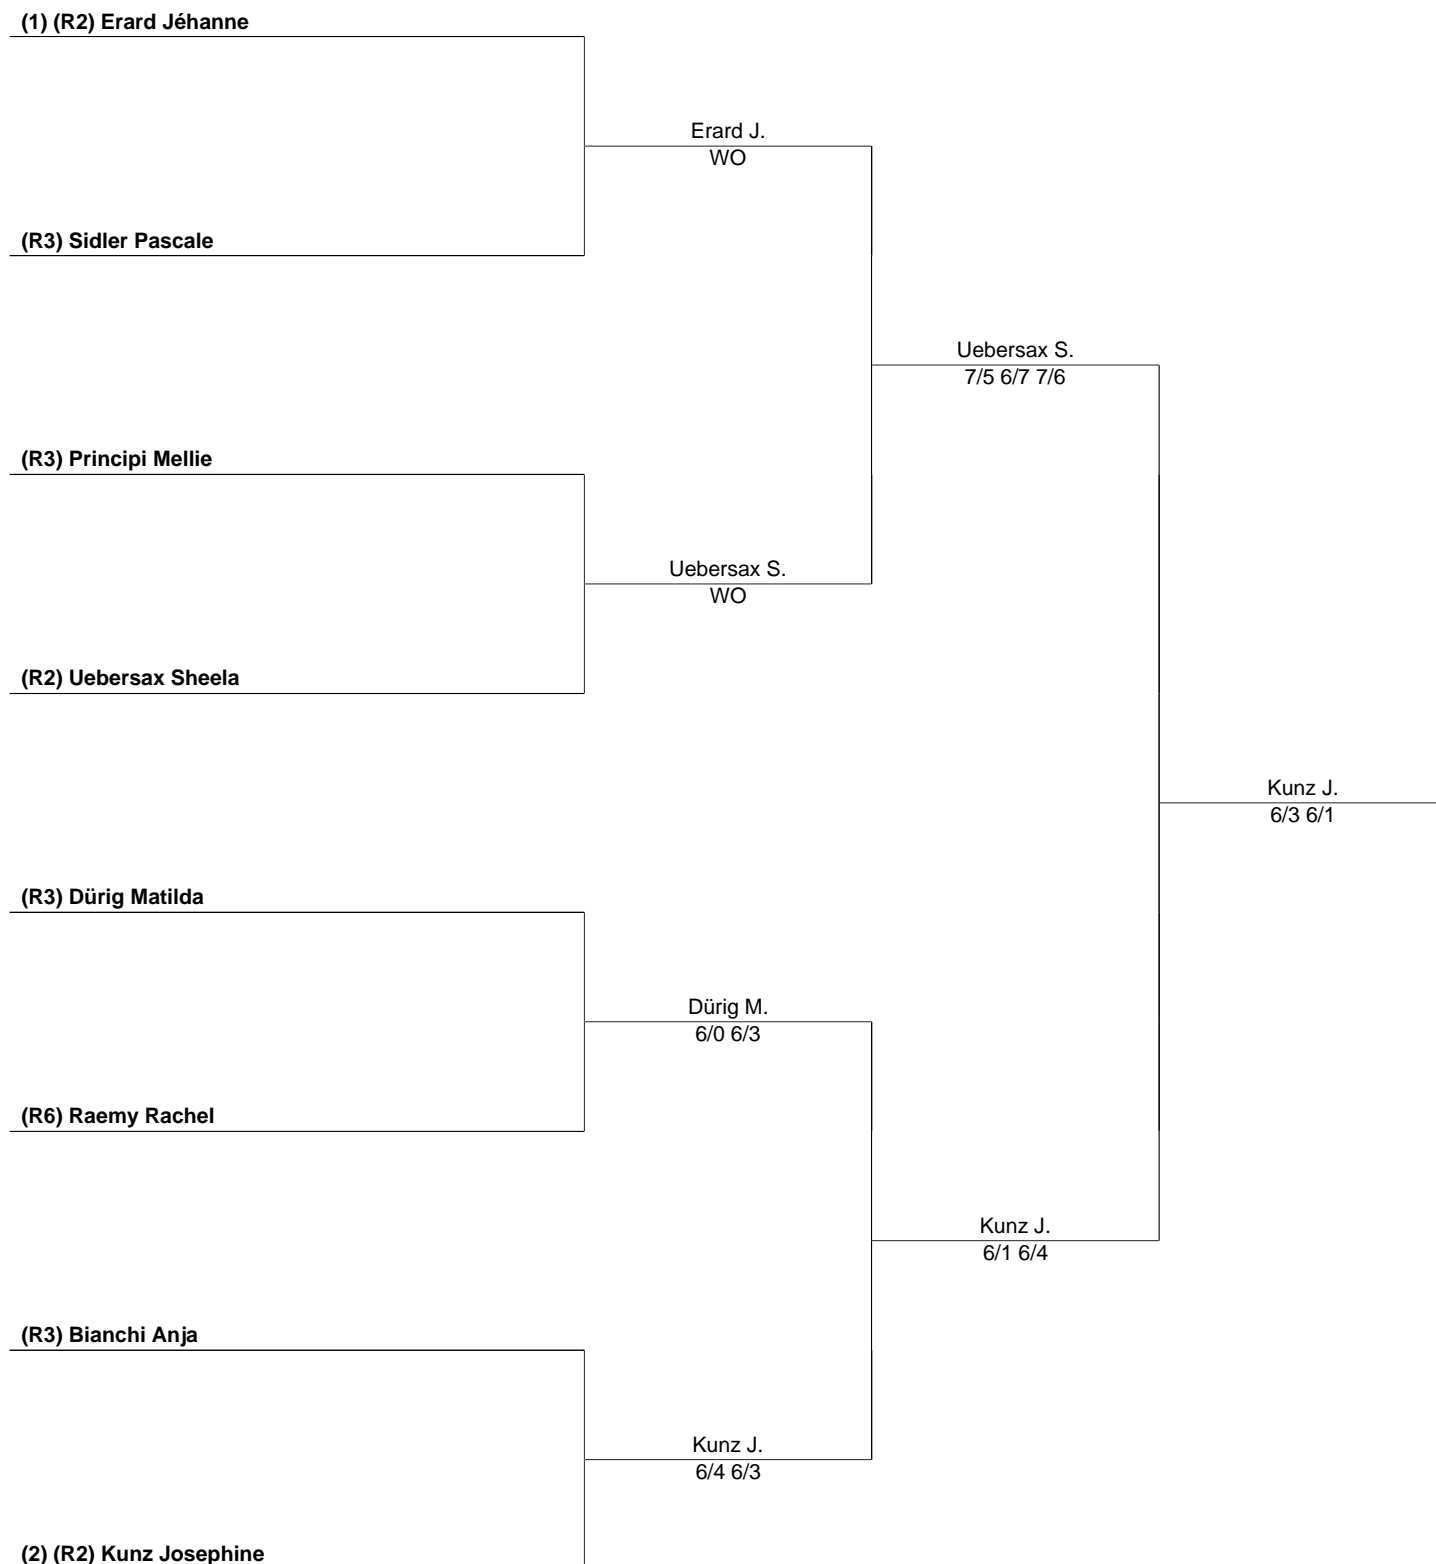 (1) (R2) Erard Jéhanne
Erard J.
WO
(R3) Sidler Pascale
Uebersax S.
7/5 6/7 7/6
(R3) Principi Mellie
Uebersax S.
WO
(R2) Uebersax Sheela
Kunz J.
6/3 6/1
(R3) Dürig Matilda
Dürig M.
6/0 6/3
(R6) Raemy Rachel
Kunz J.
6/1 6/4
(R3) Bianchi Anja
Kunz J.
6/4 6/3
(2) (R2) Kunz Josephine